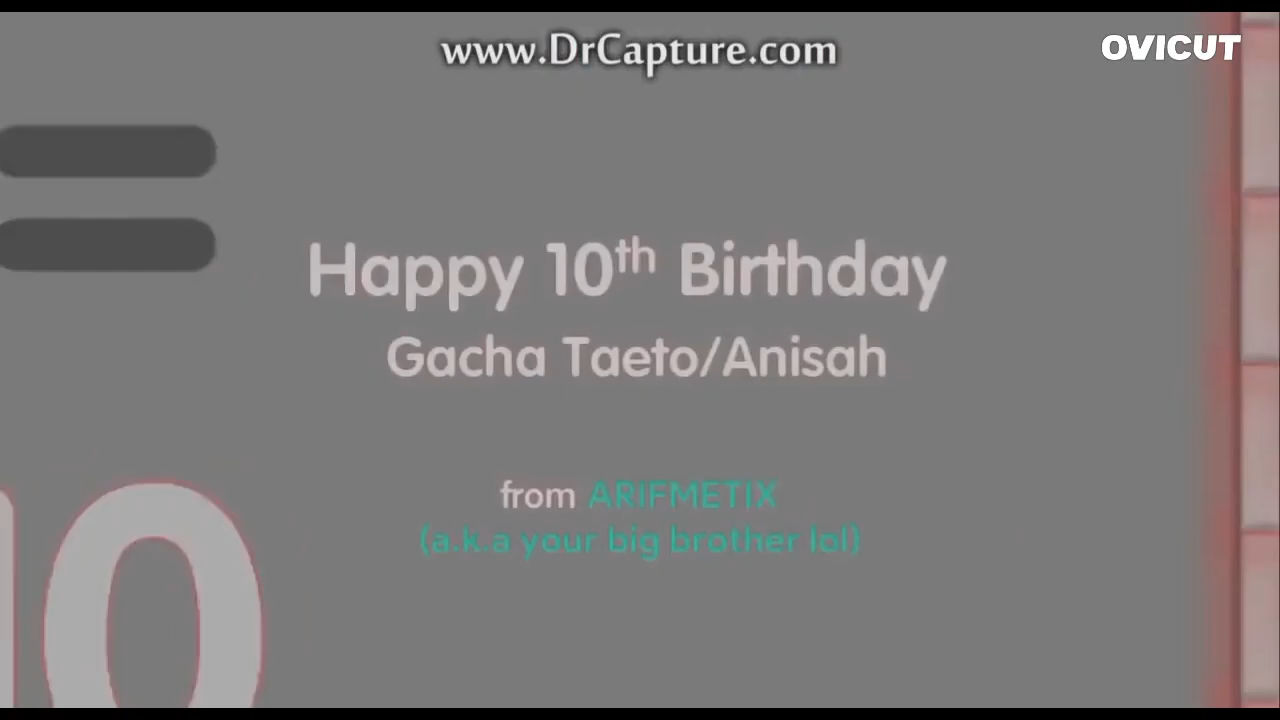 www.DrCapture.com
OVICUT
Happy 10th Birthday
Gacha Taeto/Anisah
from ARIFMETIX
(a.k.a your big brother lol)
10